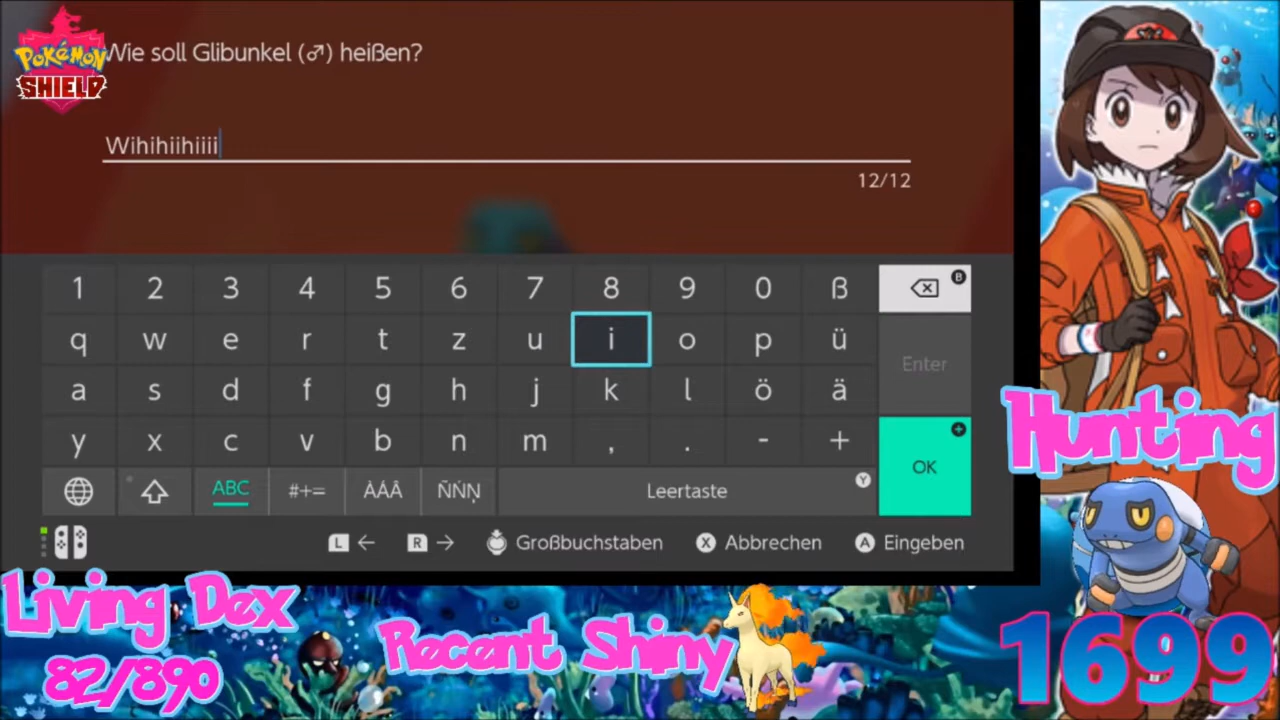 POKéMON
SHIELD
Wie soll Glibunkel (♂) heißen?
Wihihiihiiii
12/12
1 2 3 4 5 6 7 8 9 0 ß B
q w e r t z u i o p ü
a s d f g h j k l ö ä Enter
y x c v b n m , . - +
ABC #+= ÀÁÂ ÑŃŅ Leertaste Y OK
L ← R → Großbuchstaben X Abbrechen A Eingeben
Hunting
1699
Living Dex
82/890
Recent Shiny